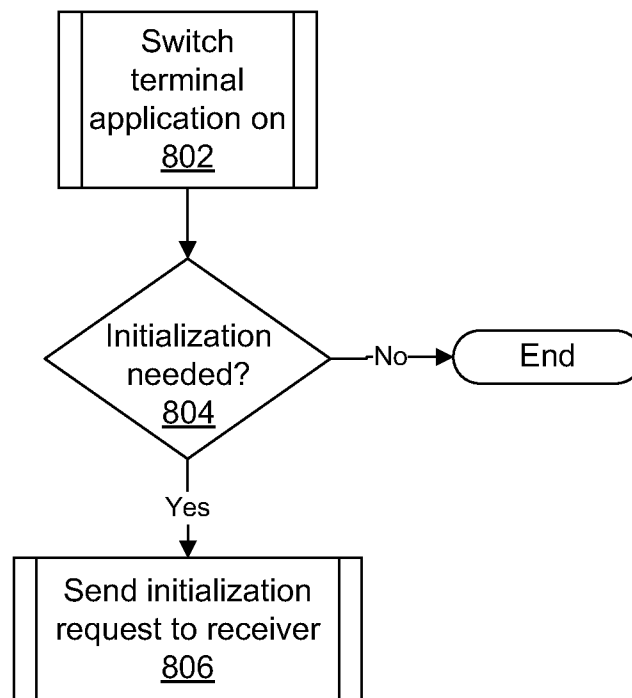 Switch
terminal
application on
802
Initialization
needed?
804
No
End
Yes
Send initialization
request to receiver
806